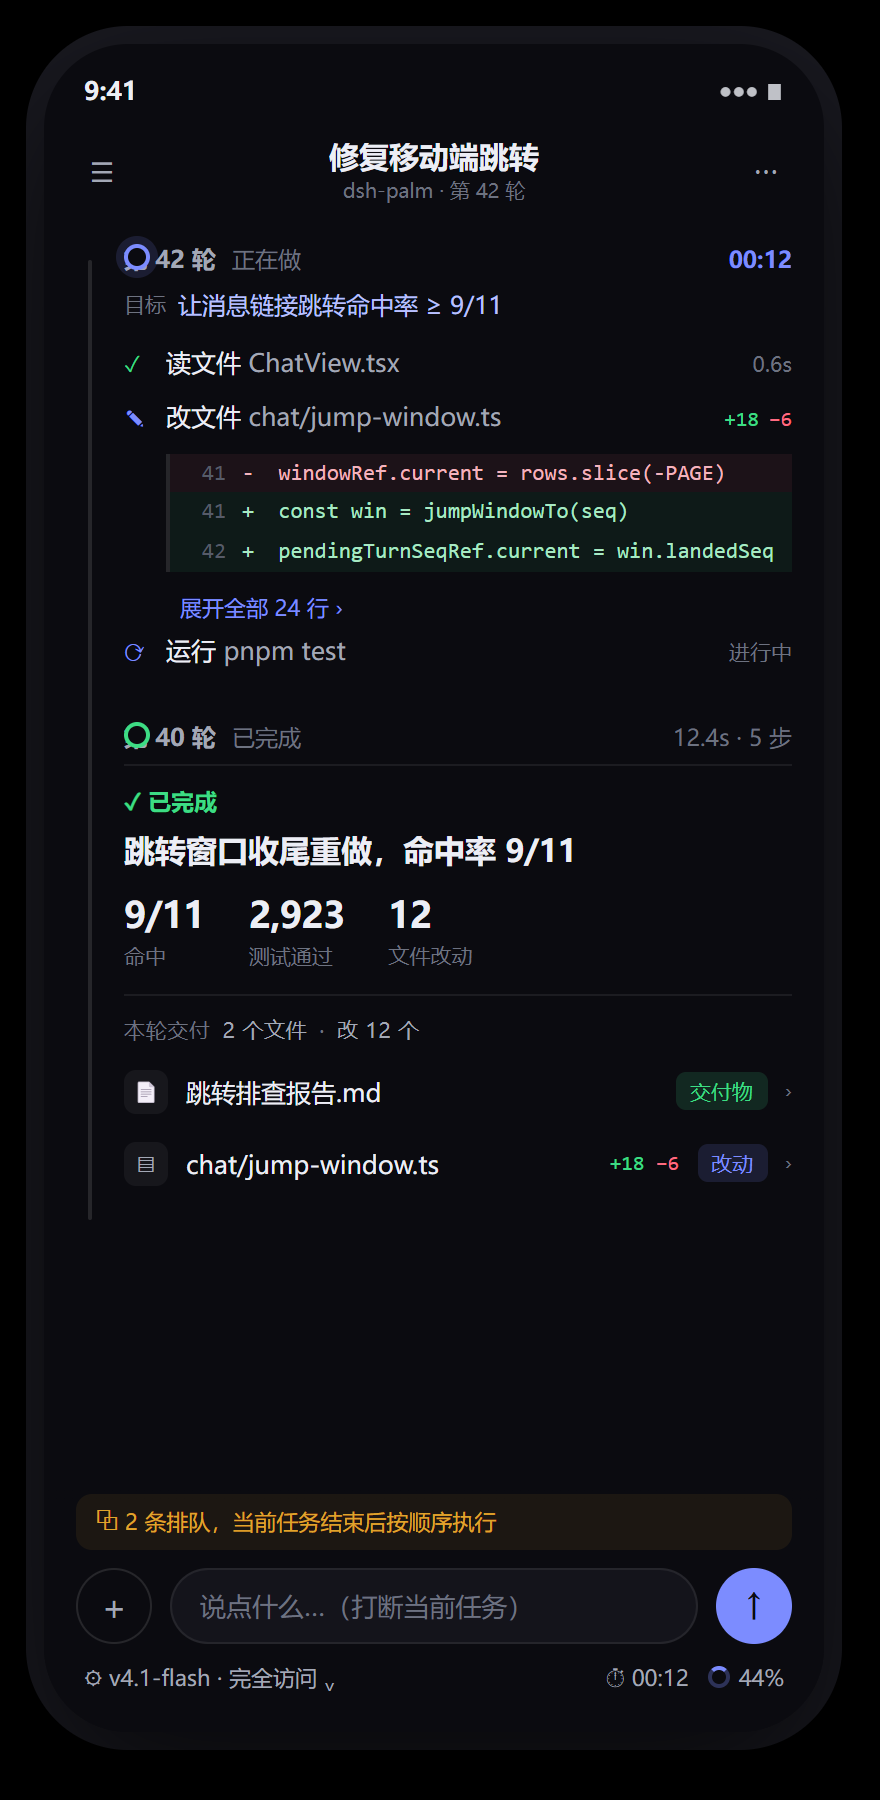 9:41
修复移动端跳转
dsh-palm · 第 42 轮
42 轮 正在做 00:12
目标 让消息链接跳转命中率 ≥ 9/11
✓ 读文件 ChatView.tsx 0.6s
改文件 chat/jump-window.ts +18 −6
41 - windowRef.current = rows.slice(-PAGE)
41 + const win = jumpWindowTo(seq)
42 + pendingTurnSeqRef.current = win.landedSeq
展开全部 24 行 ›
运行 pnpm test 进行中
40 轮 已完成 12.4s · 5 步
✓ 已完成
跳转窗口收尾重做，命中率 9/11
9/11 2,923 12
命中 测试通过 文件改动
本轮交付 2 个文件 · 改 12 个
跳转排查报告.md 交付物 ›
chat/jump-window.ts +18 −6 改动 ›
2 条排队，当前任务结束后按顺序执行
+ 说点什么…（打断当前任务） ↑
v4.1-flash · 完全访问 00:12 44%